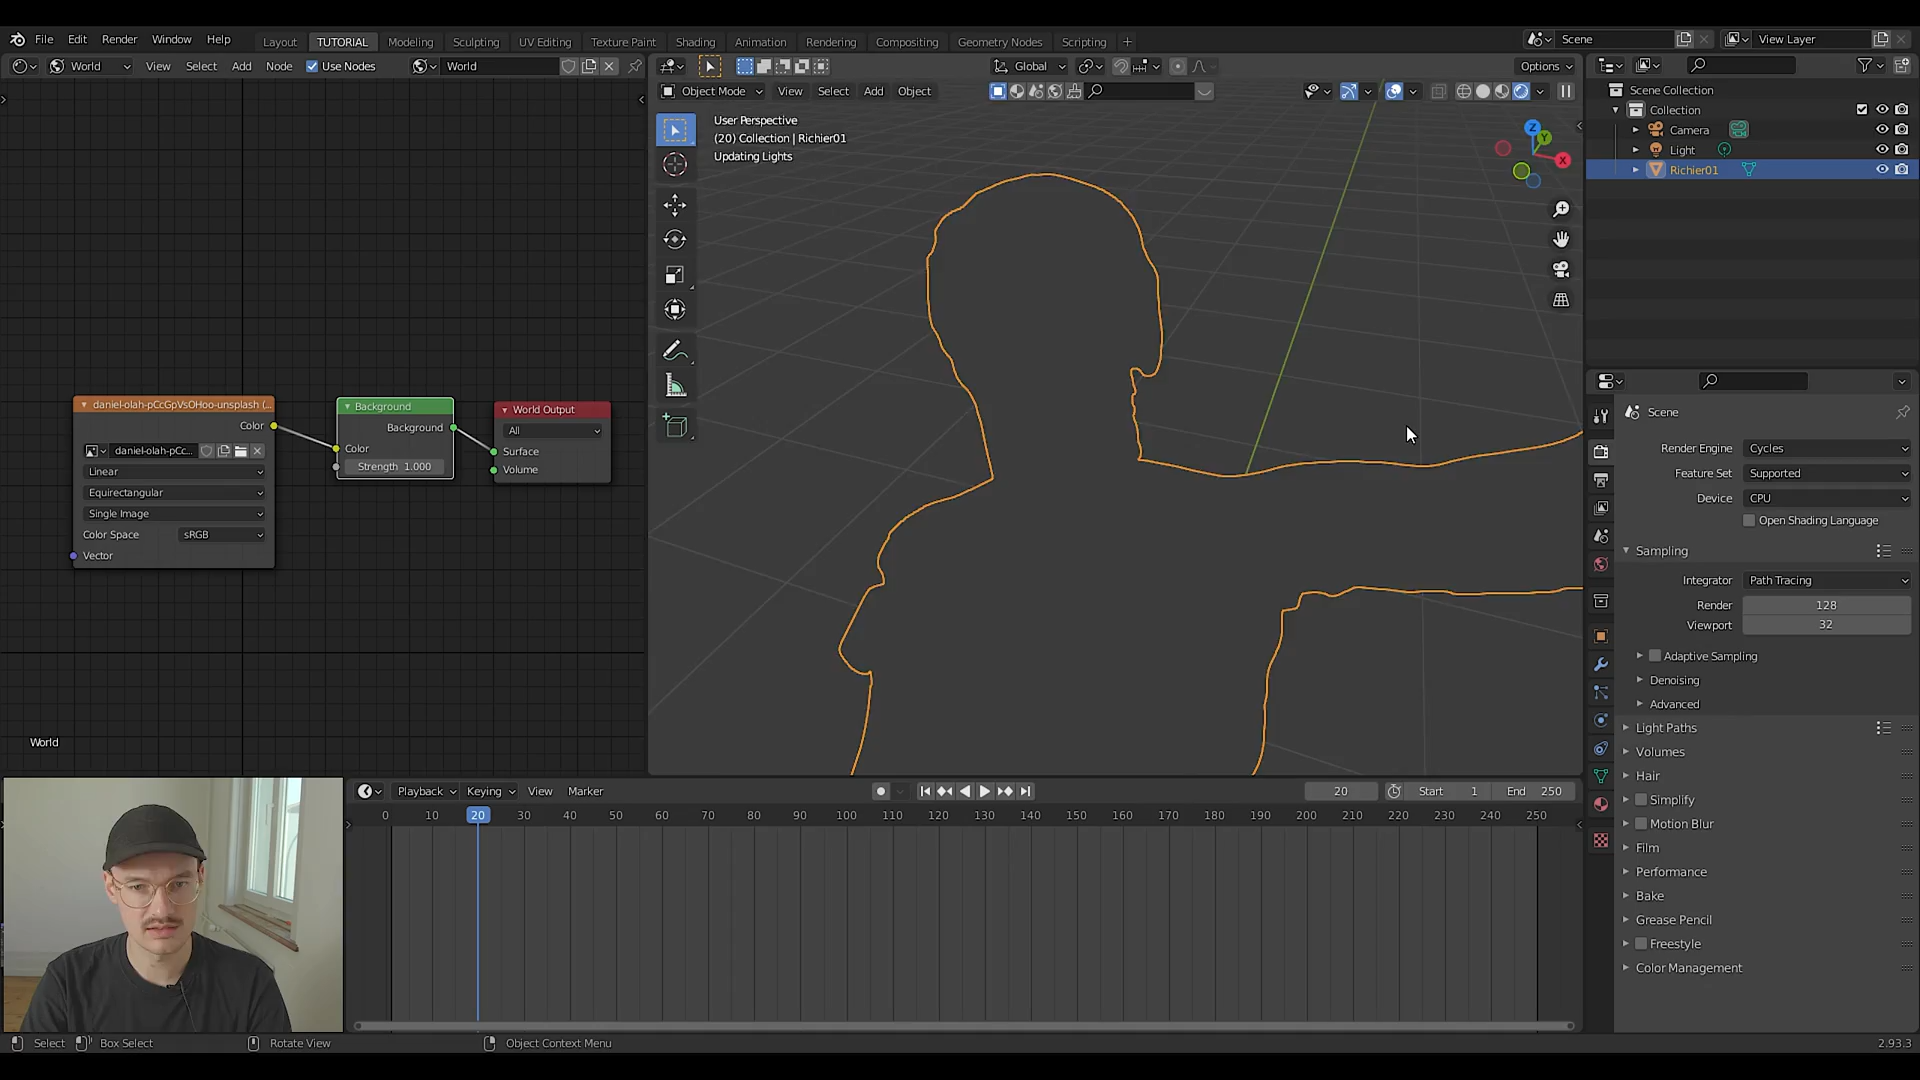 File Edit Render Window Help
Layout TUTORIAL Modeling Sculpting UV Editing Texture Paint Shading Animation Rendering Compositing Geometry Nodes Scripting +
Scene
View Layer
World View Select Add Node Use Nodes World
Global
Options
Object Mode View Select Add Object
User Perspective
(20) Collection | Richier01
Updating Lights
Z
Y
X
Scene Collection
Collection
Camera
Light
Richier01
daniel-olah-pCcGpVsOHoo-unsplash (...
Color
daniel-olah-pCc...
Linear
Equirectangular
Single Image
Color Space sRGB
Vector
Background
Background
Color
Strength 1.000
World Output
All
Surface
Volume
World
Scene
Render Engine Cycles
Feature Set Supported
Device CPU
Open Shading Language
Sampling
Integrator Path Tracing
Render 128
Viewport 32
Adaptive Sampling
Denoising
Advanced
Light Paths
Volumes
Hair
Simplify
Motion Blur
Film
Performance
Bake
Grease Pencil
Freestyle
Color Management
Playback Keying View Marker
20 Start 1 End 250
0 10 20 30 40 50 60 70 80 90 100 110 120 130 140 150 160 170 180 190 200 210 220 230 240 250
Select Box Select Rotate View Object Context Menu 2.93.3